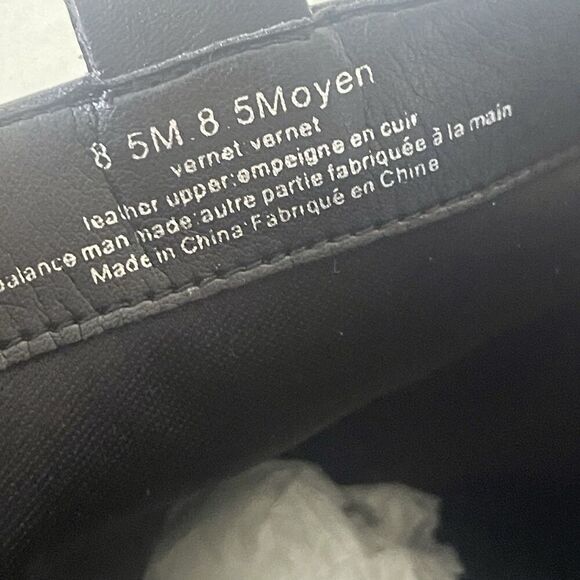 8 5M.8.5Moyen
vernet vernet
leather upper:empeigne en cuir
balance man made:autre partie fabriquée à la main
Made in China·Fabriqué en Chine